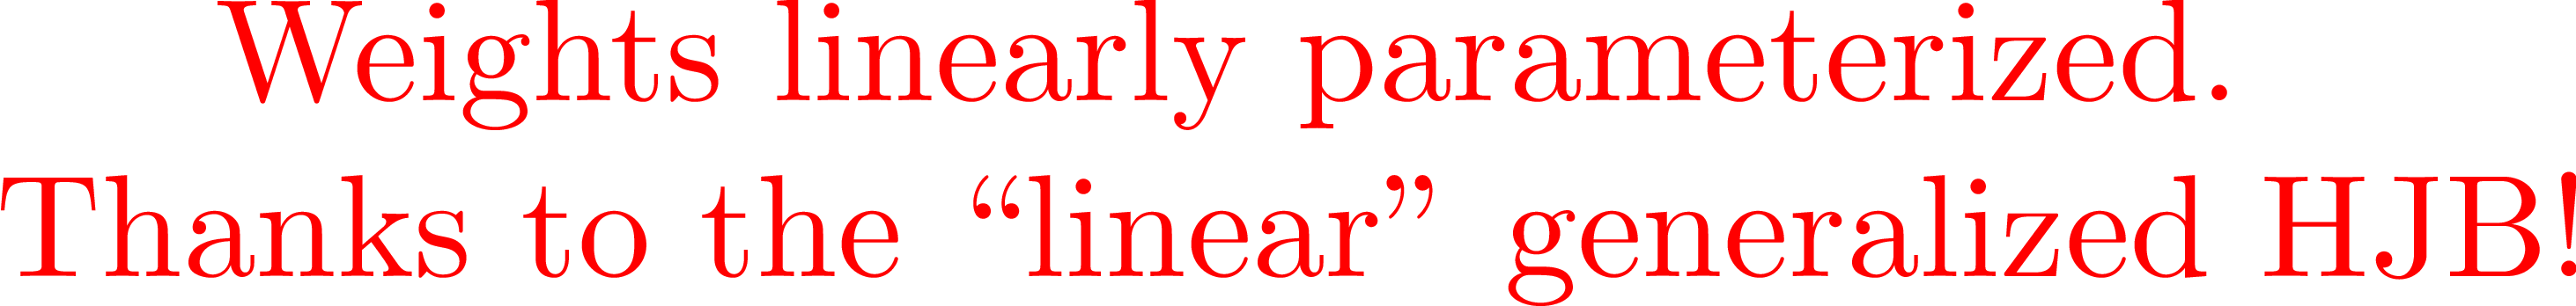 Weights linearly parameterized.
Thanks to the “linear” generalized HJB!